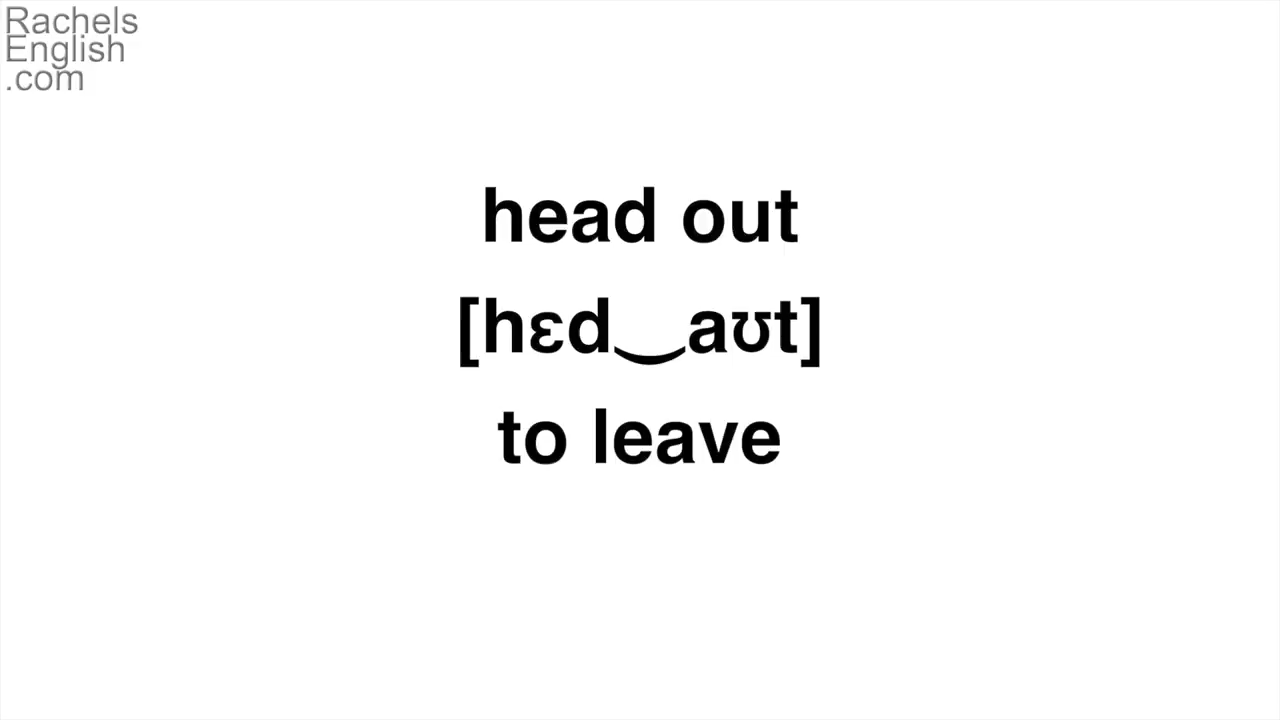 Rachels
English
.com
head out
[hɛd‿aʊt]
to leave